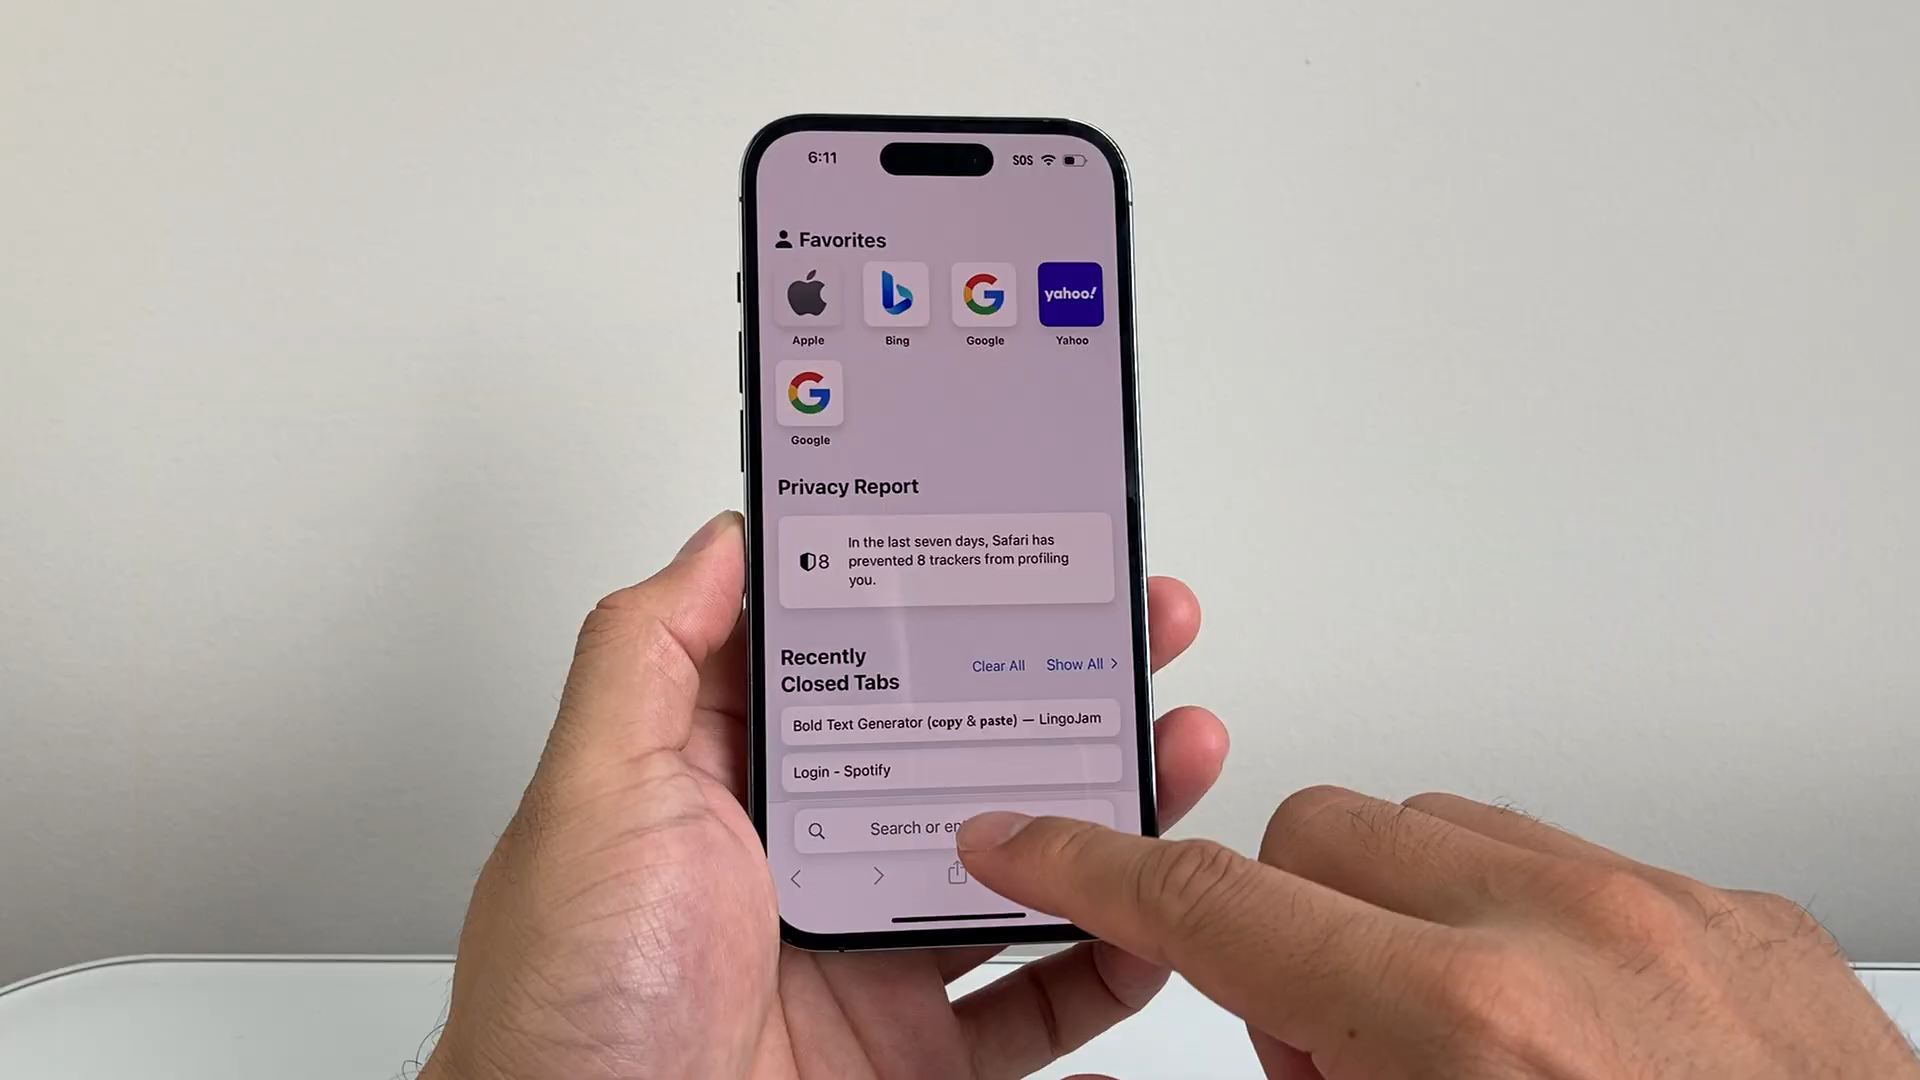 6:11
SOS
Favorites
yahoo!
Apple
Bing
Google
Yahoo
Google
Privacy Report
8
In the last seven days, Safari has
prevented 8 trackers from profiling
you.
Recently
Closed Tabs
Clear All
Show All
Bold Text Generator (copy & paste) — LingoJam
Login - Spotify
Search or en